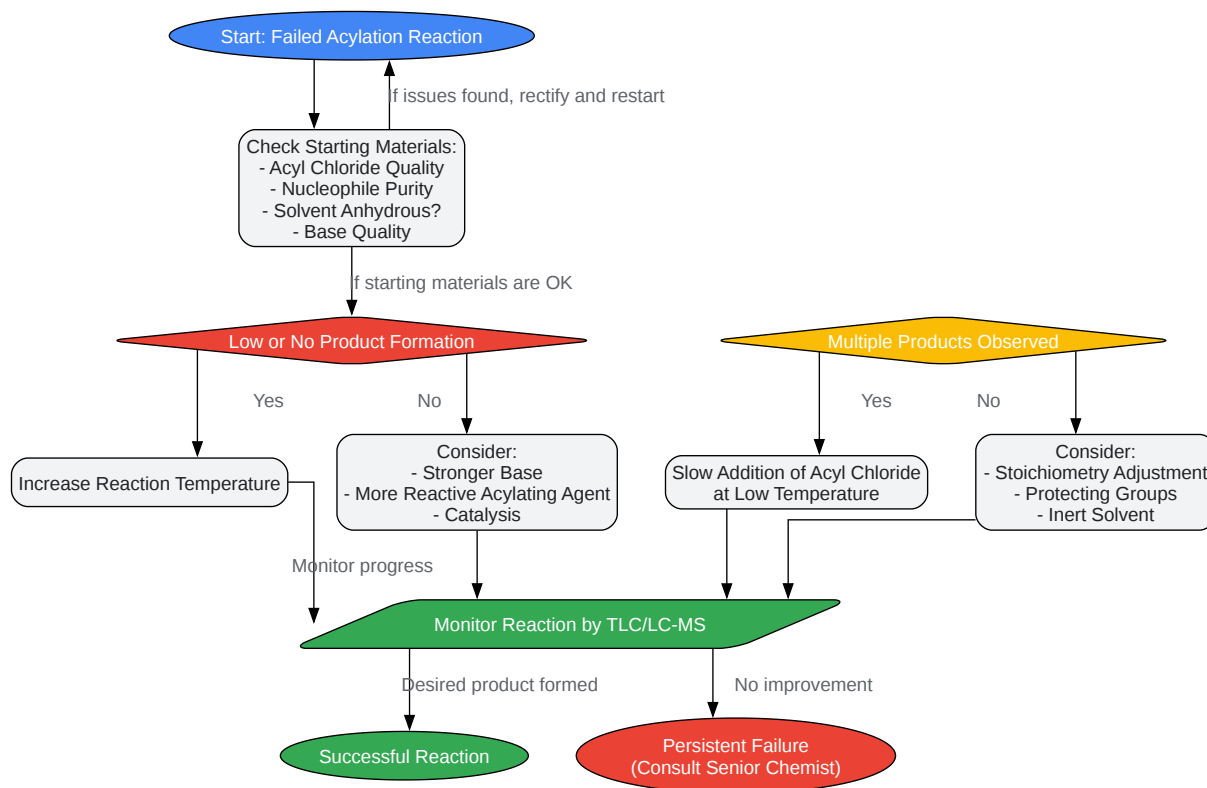 Start: Failed Acylation Reaction
If issues found, rectify and restart
Check Starting Materials:
- Acyl Chloride Quality
- Nucleophile Purity
- Solvent Anhydrous?
- Base Quality
If starting materials are OK
Low or No Product Formation
Multiple Products Observed
Yes
No
Yes
No
Increase Reaction Temperature
Consider:
- Stronger Base
- More Reactive Acylating Agent
- Catalysis
Slow Addition of Acyl Chloride
at Low Temperature
Consider:
- Stoichiometry Adjustment
- Protecting Groups
- Inert Solvent
Monitor progress
Monitor Reaction by TLC/LC-MS
Desired product formed
No improvement
Successful Reaction
Persistent Failure
(Consult Senior Chemist)